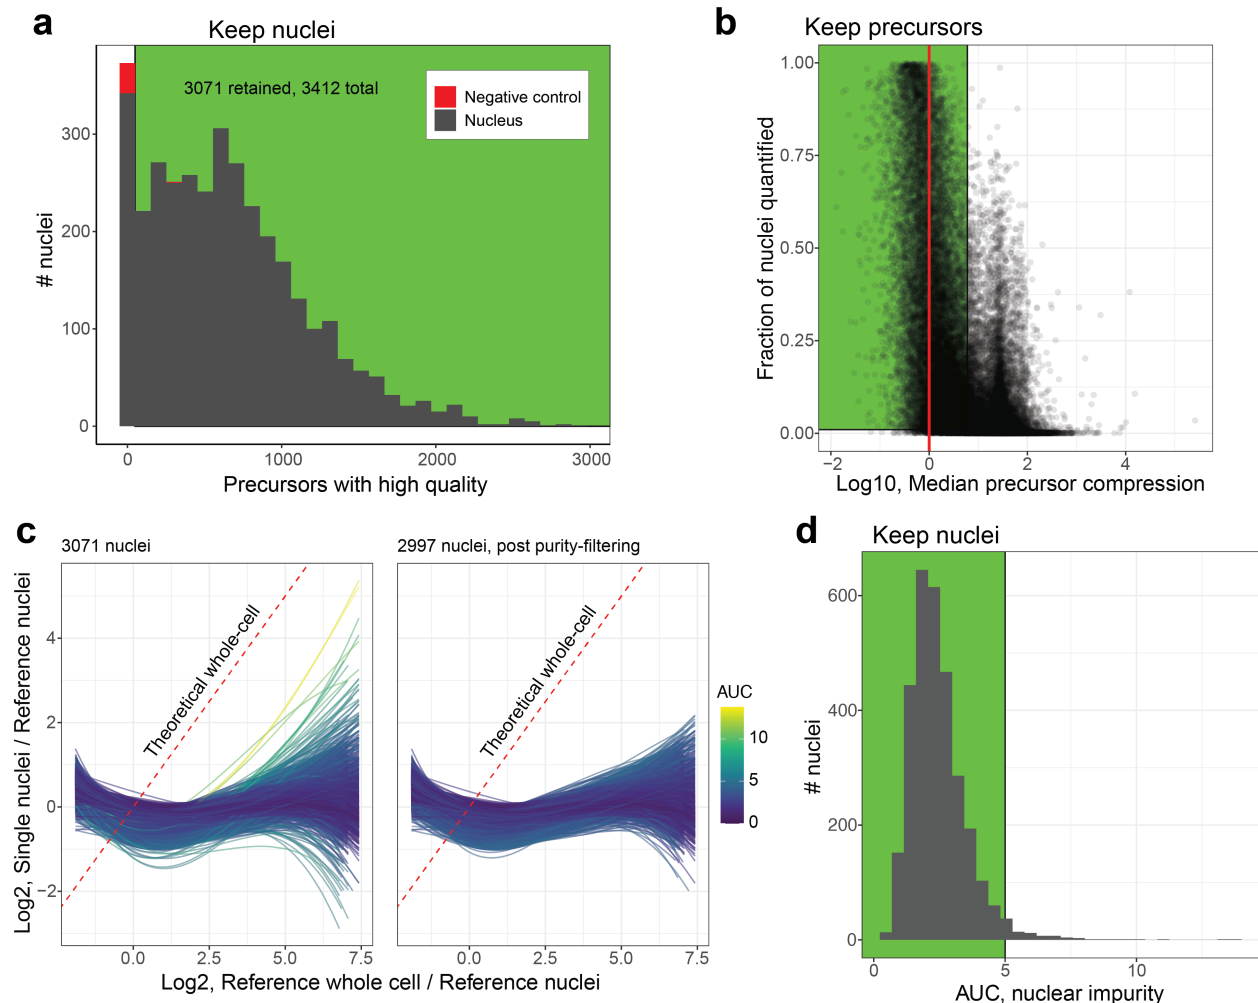 a
Keep nuclei
3071 retained, 3412 total
Negative control
Nucleus
# nuclei
300
200
100
0
0
1000
2000
3000
Precursors with high quality
b
Keep precursors
Fraction of nuclei quantified
1.00
0.75
0.50
0.25
0.00
−2
0
2
4
Log10, Median precursor compression
c
3071 nuclei
2997 nuclei, post purity-filtering
Log2, Single nuclei / Reference nuclei
4
2
0
−2
Theoretical whole-cell
Theoretical whole-cell
0.0
2.5
5.0
7.5
0.0
2.5
5.0
7.5
Log2, Reference whole cell / Reference nuclei
AUC
10
5
0
d
Keep nuclei
# nuclei
600
400
200
0
0
5
10
AUC, nuclear impurity